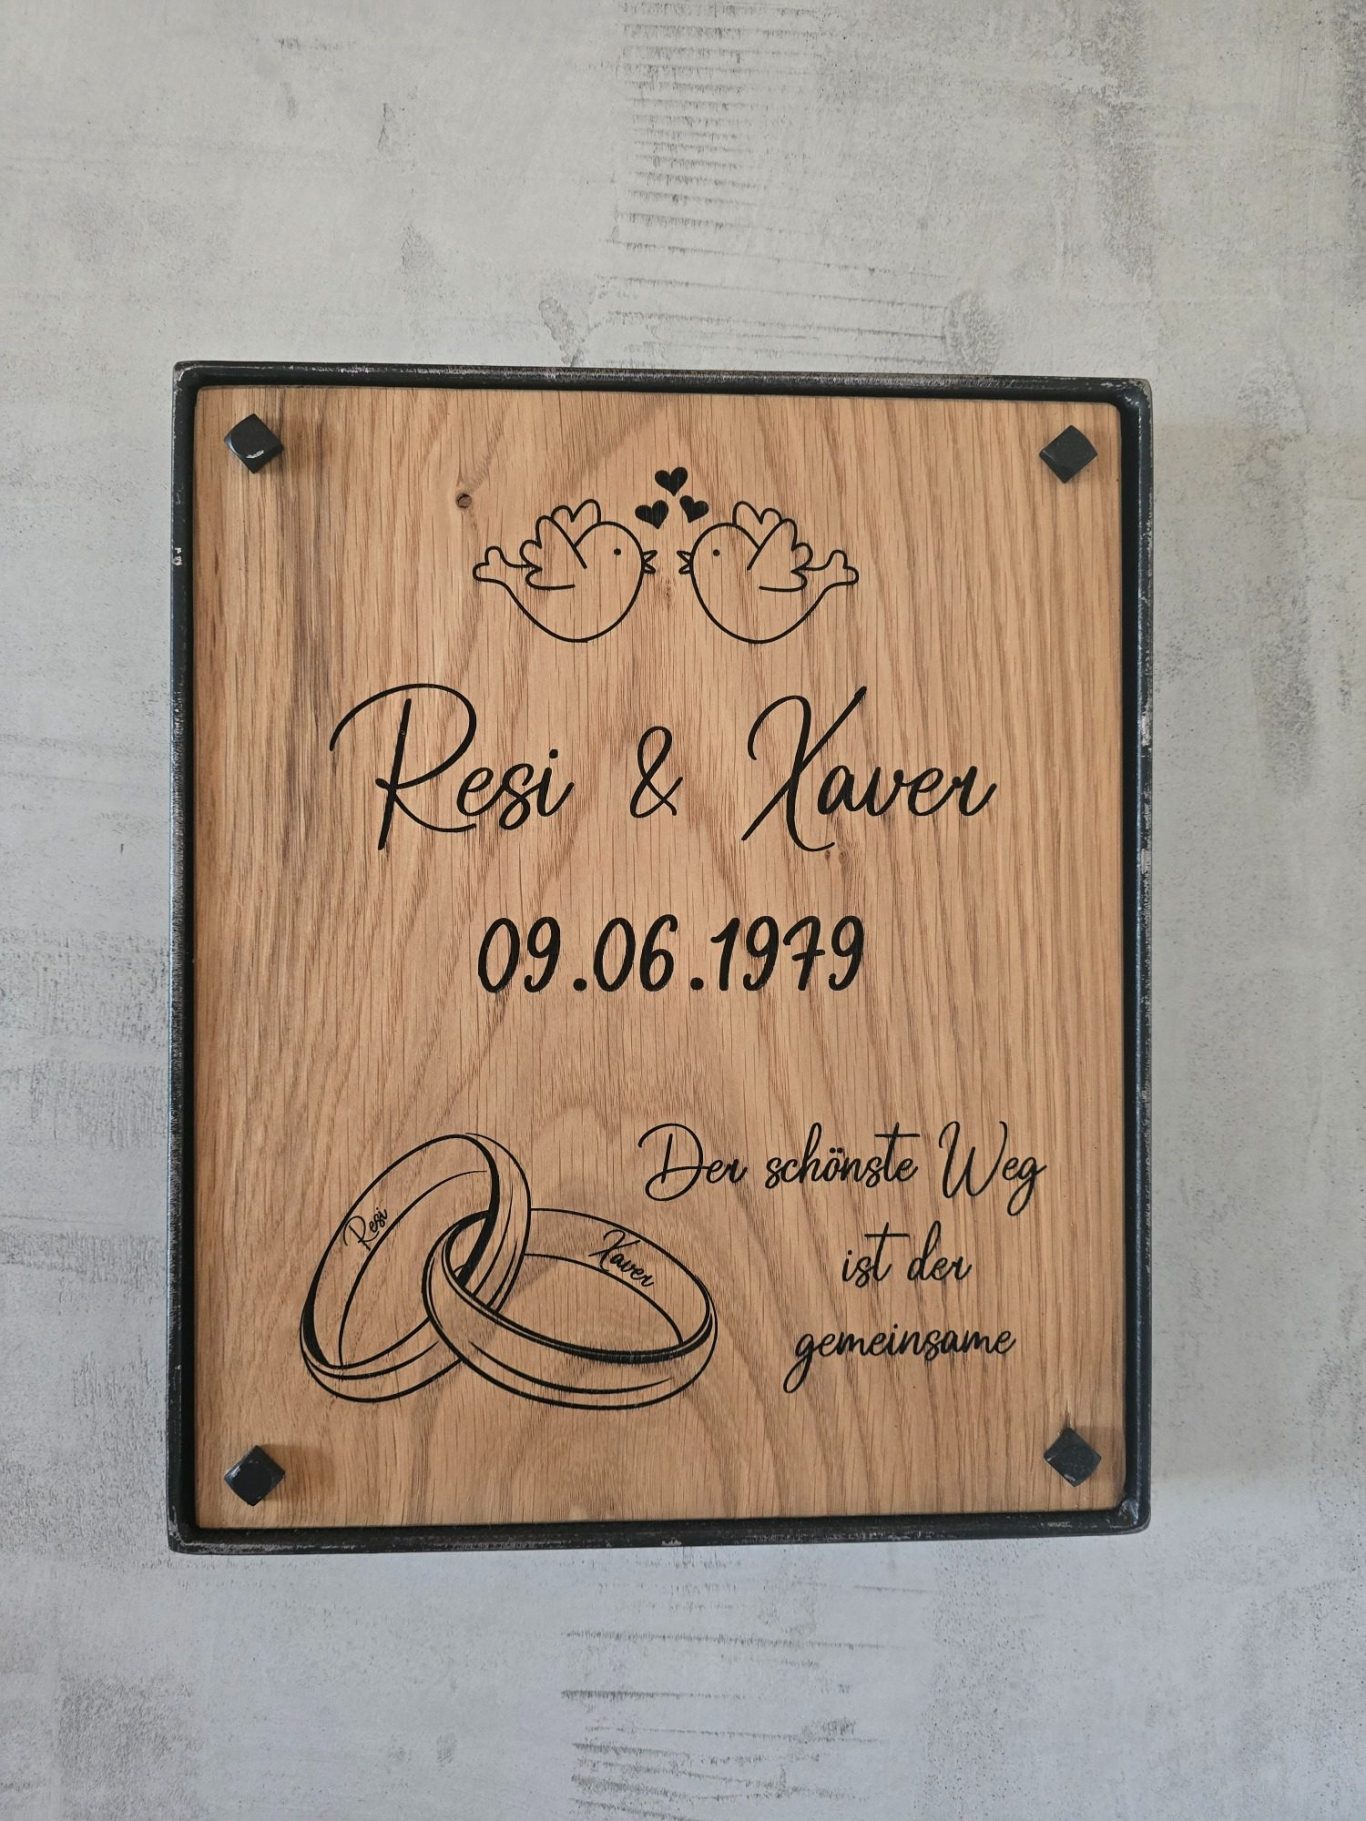 Resi & Xaver
09.06.1979
Der schönste Weg
ist der
gemeinsame
Resi
Xaver